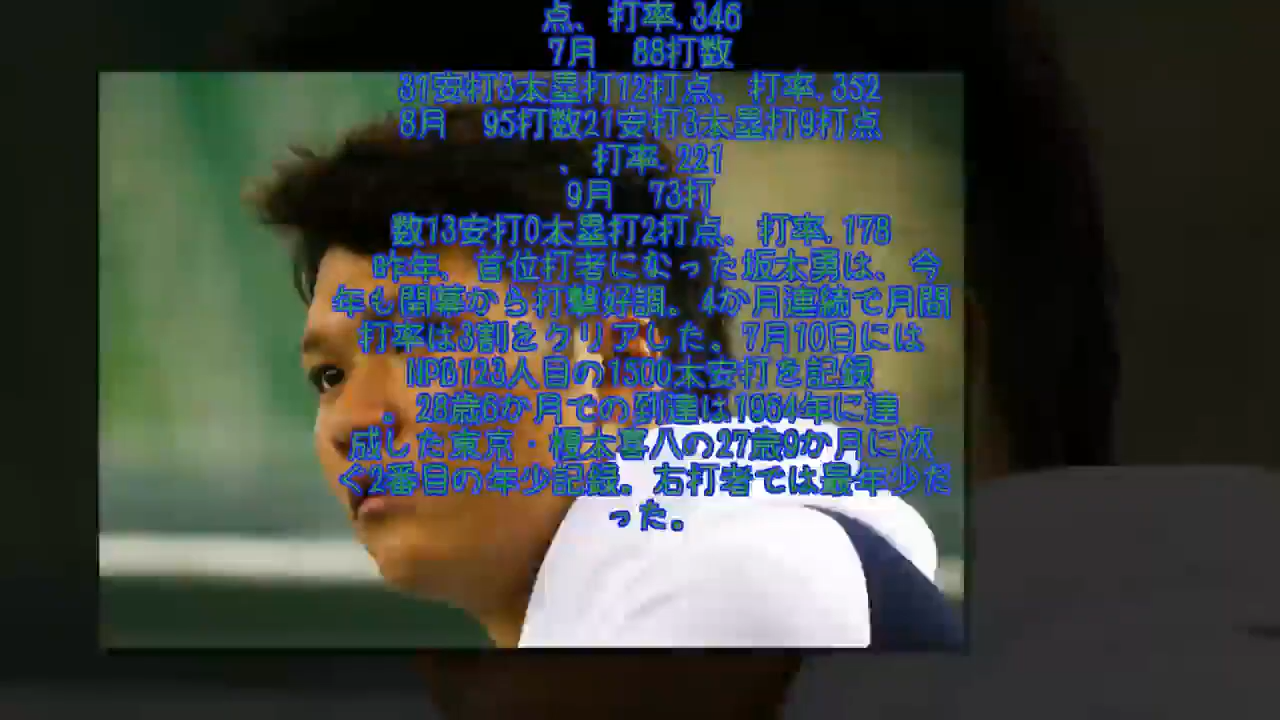 点、打率.346
7月　88打数
31安打3本塁打12打点、打率.352
8月　95打数21安打3本塁打9打点
、打率.221
9月　73打
数13安打0本塁打2打点、打率.178
昨年、首位打者になった坂本勇は、今
年も開幕から打撃好調。4か月連続で月間
打率は3割をクリアした。7月10日には
NPB123人目の1500本安打を記録
。28歳6か月での到達は1964年に達
成した東京・榎本喜八の27歳9か月に次
ぐ2番目の年少記録。右打者では最年少だ
った。